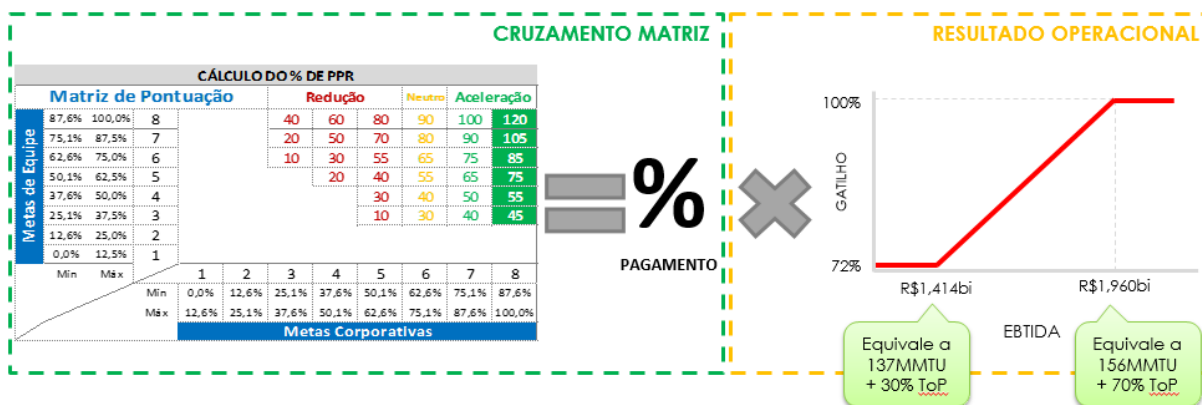 CRUZAMENTO MATRIZ
CÁLCULO DO % DE PPR
Matriz de Pontuação Redução Neutro Aceleração
Metas de Equipe
87,6% 100,0% 8 40 60 80 90 100 120
75,1% 87,5% 7 20 50 70 80 90 105
62,6% 75,0% 6 10 30 55 65 75 85
50,1% 62,5% 5 20 40 55 65 75
37,6% 50,0% 4 30 40 50 55
25,1% 37,5% 3 10 30 40 45
12,6% 25,0% 2
0,0% 12,5% 1
Mín Máx 1 2 3 4 5 6 7 8
Mín 0,0% 12,6% 25,1% 37,6% 50,1% 62,6% 75,1% 87,6%
Máx 12,6% 25,1% 37,6% 50,1% 62,6% 75,1% 87,6% 100,0%
Metas Corporativas
= %
PAGAMENTO
×
RESULTADO OPERACIONAL
100%
GATILHO
72%
R$1,414bi R$1,960bi
EBTIDA
Equivale a
137MMTU
+ 30% ToP
Equivale a
156MMTU
+ 70% ToP